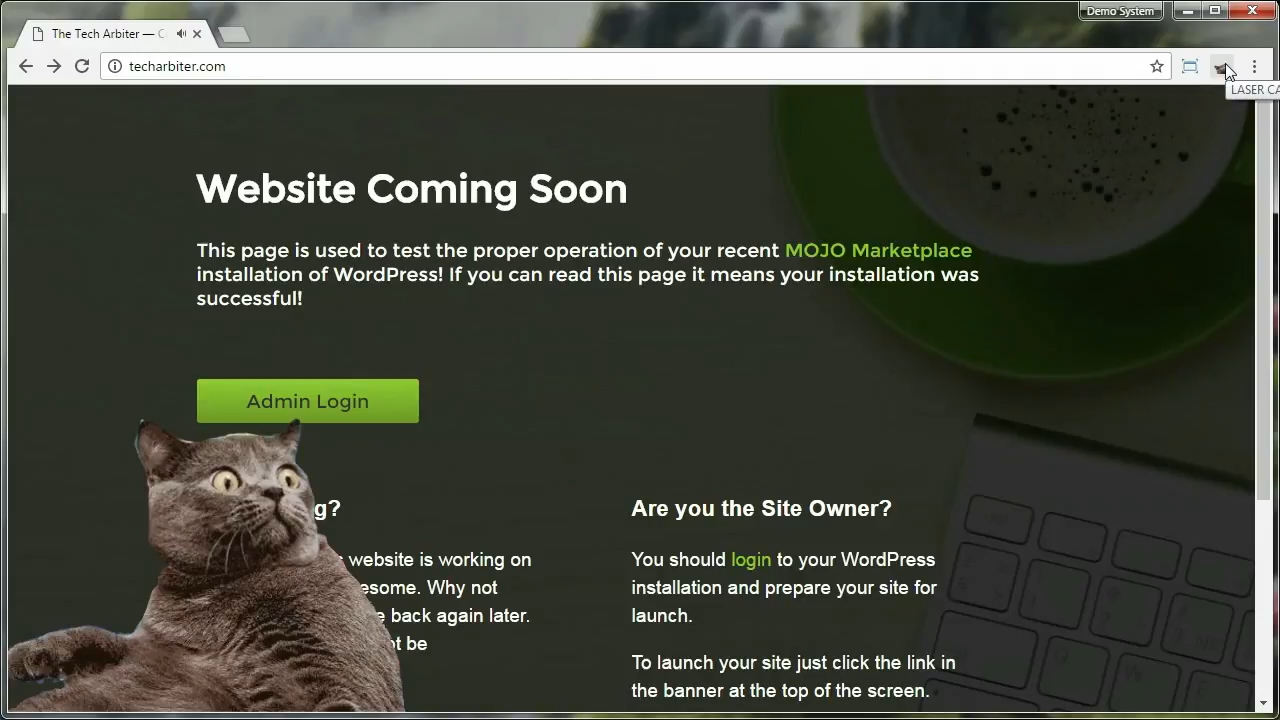 Demo System
The Tech Arbiter —
techarbiter.com
LASER
Website Coming Soon
This page is used to test the proper operation of your recent MOJO Marketplace
installation of WordPress! If you can read this page it means your installation was
successful!
Admin Login
g?
website is working on
esome. Why not
back again later.
be
Are you the Site Owner?
You should login to your WordPress
installation and prepare your site for
launch.
To launch your site just click the link in
the banner at the top of the screen.